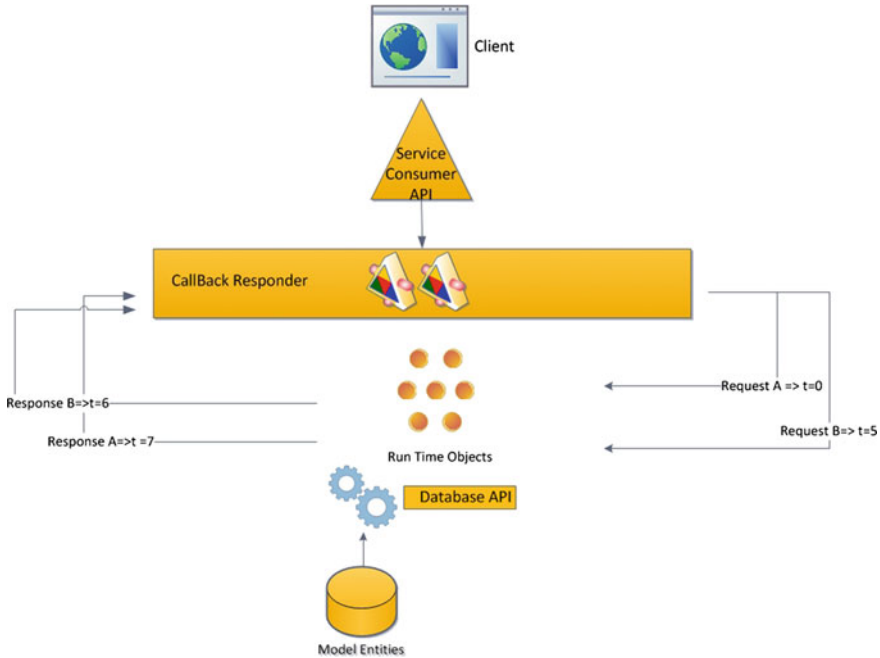 Client
Service
Consumer
API
CallBack Responder
Request A => t=0
Response B=>t=6
Request B=> t=5
Response A=>t =7
Run Time Objects
Database API
Model Entities